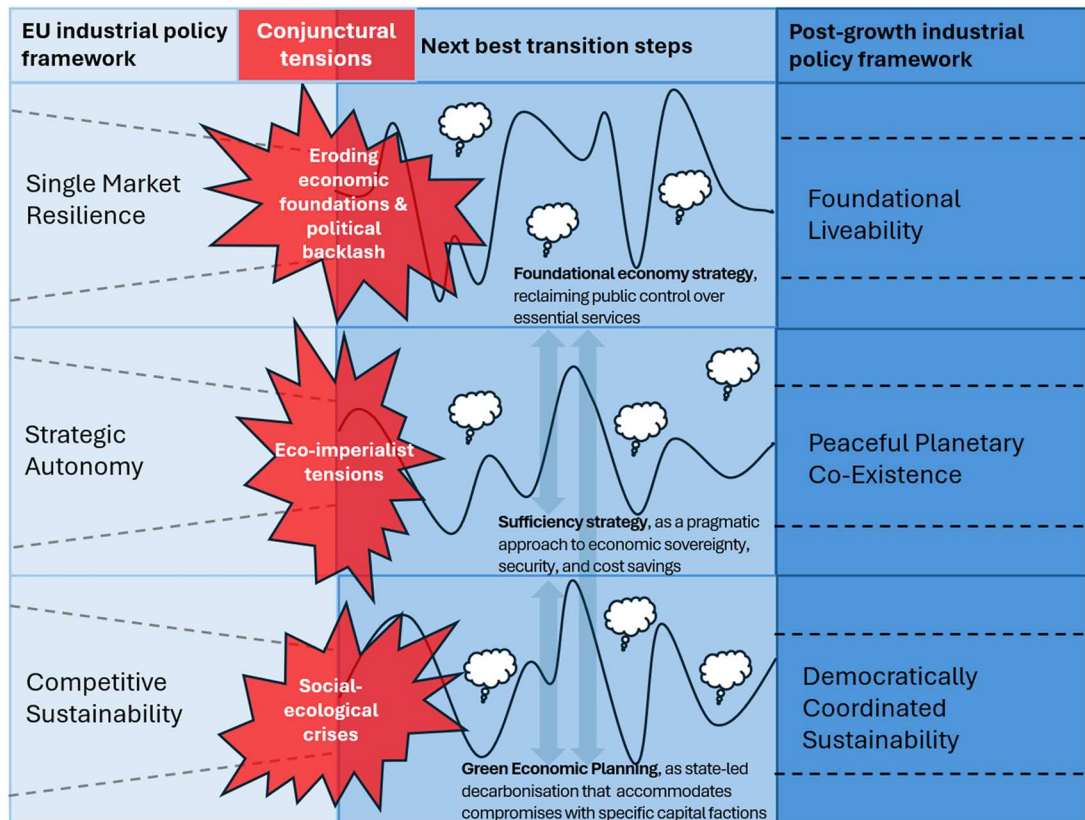 EU industrial policy
framework
Conjunctural
tensions
Next best transition steps
Post-growth industrial
policy framework
Single Market
Resilience
Eroding
economic
foundations &
political
backlash
Foundational economy strategy,
reclaiming public control over
essential services
Foundational
Liveability
Strategic
Autonomy
Eco-imperialist
tensions
Sufficiency strategy, as a pragmatic
approach to economic sovereignty,
security, and cost savings
Peaceful Planetary
Co-Existence
Competitive
Sustainability
Social-
ecological
crises
Green Economic Planning, as state-led
decarbonisation that accommodates
compromises with specific capital factions
Democratically
Coordinated
Sustainability